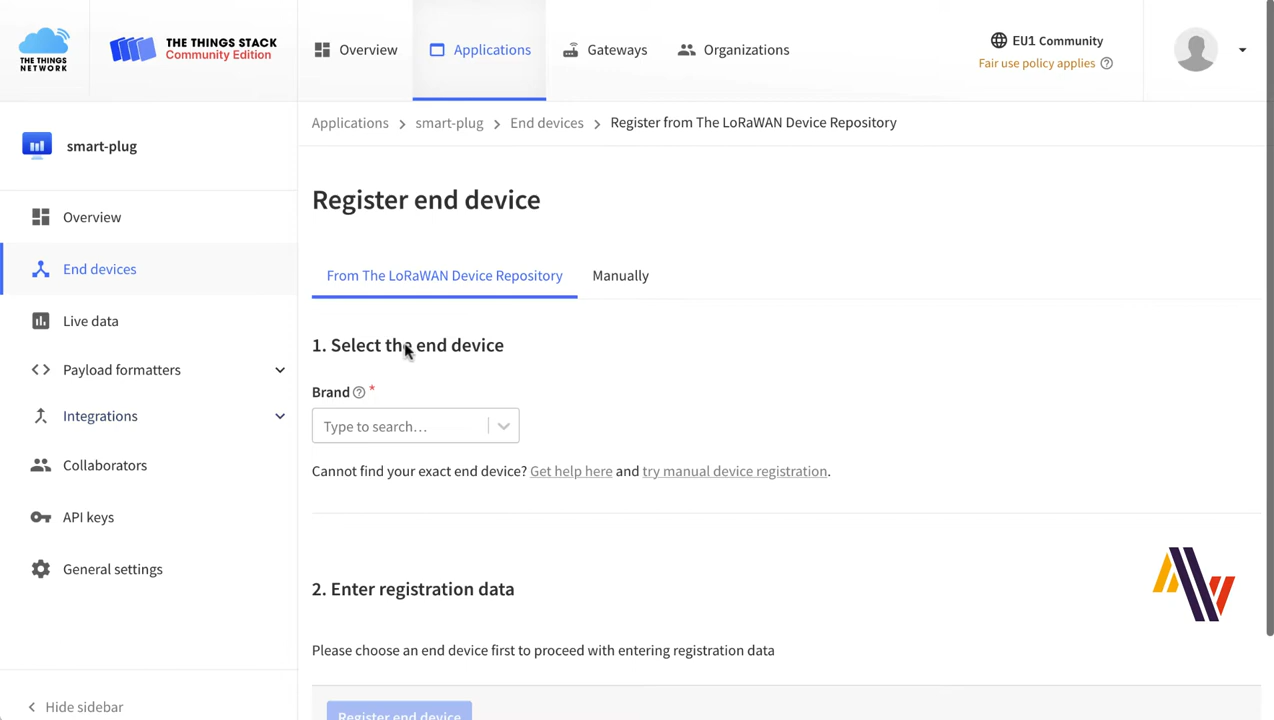 THE THINGS
NETWORK
THE THINGS STACK
Community Edition
Overview
Applications
Gateways
Organizations
EU1 Community
Fair use policy applies
smart-plug
Overview
End devices
Live data
Payload formatters
Integrations
Collaborators
API keys
General settings
Hide sidebar
Applications > smart-plug > End devices > Register from The LoRaWAN Device Repository
Register end device
From The LoRaWAN Device Repository
Manually
1. Select the end device
Brand *
Type to search…
Cannot find your exact end device? Get help here and try manual device registration.
2. Enter registration data
Please choose an end device first to proceed with entering registration data
Register end device